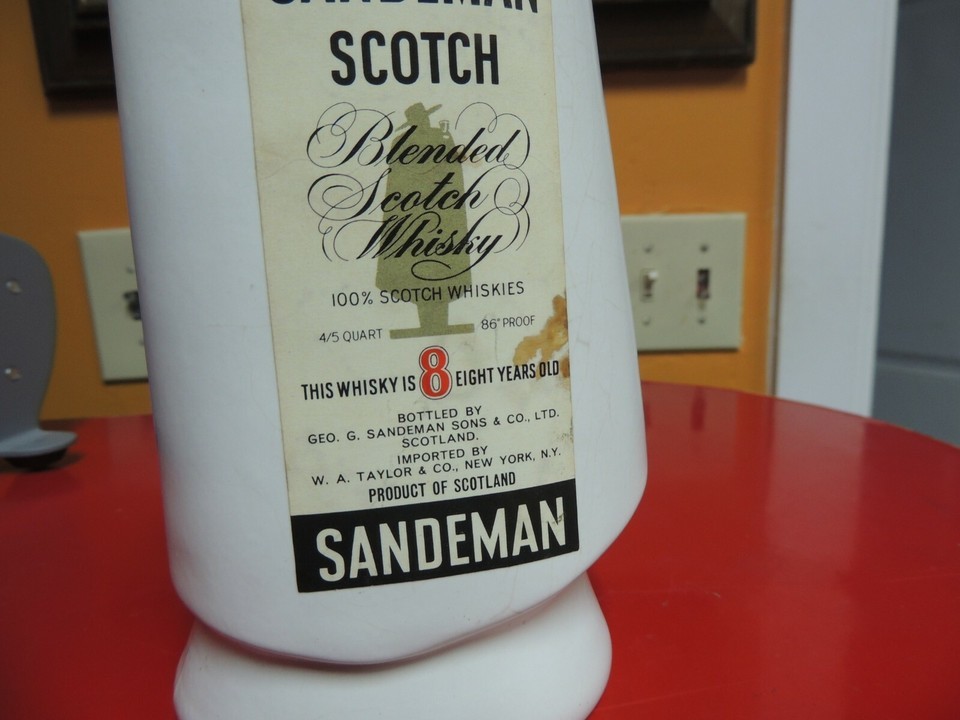 SANDEMAN
SCOTCH
Blended
Scotch
Whisky
100% SCOTCH WHISKIES
4/5 QUART 86° PROOF
THIS WHISKY IS 8 EIGHT YEARS OLD
BOTTLED BY
GEO. G. SANDEMAN SONS & CO., LTD.
SCOTLAND.
IMPORTED BY
W. A. TAYLOR & CO., NEW YORK, N.Y.
PRODUCT OF SCOTLAND
SANDEMAN